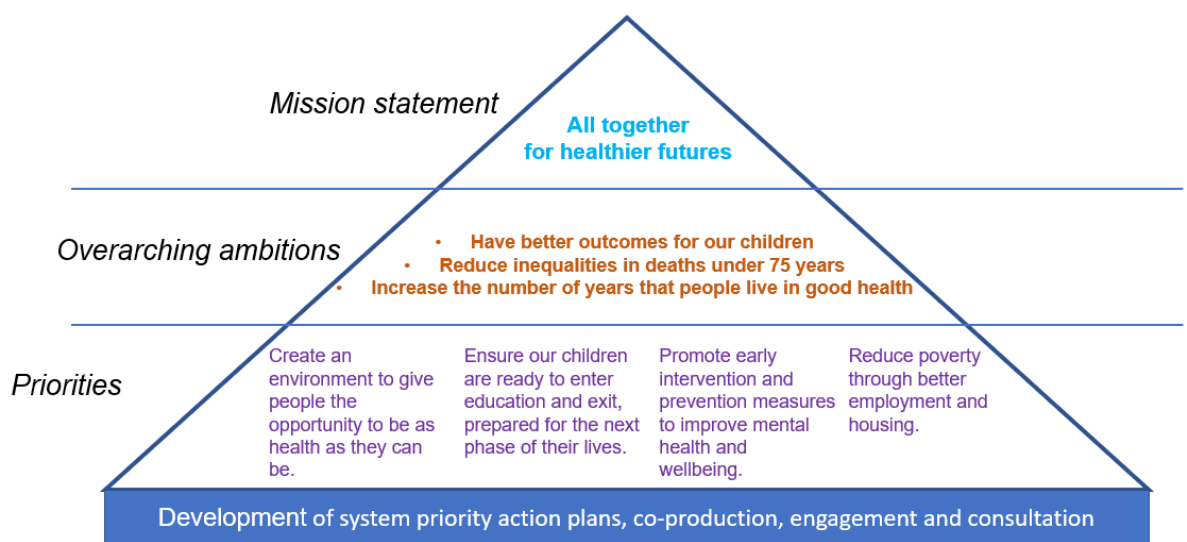 Mission statement
All together
for healthier futures
Overarching ambitions
• Have better outcomes for our children
• Reduce inequalities in deaths under 75 years
• Increase the number of years that people live in good health
Priorities
Create an
environment to give
people the
opportunity to be as
health as they can
be.
Ensure our children
are ready to enter
education and exit,
prepared for the next
phase of their lives.
Promote early
intervention and
prevention measures
to improve mental
health and
wellbeing.
Reduce poverty
through better
employment and
housing.
Development of system priority action plans, co-production, engagement and consultation